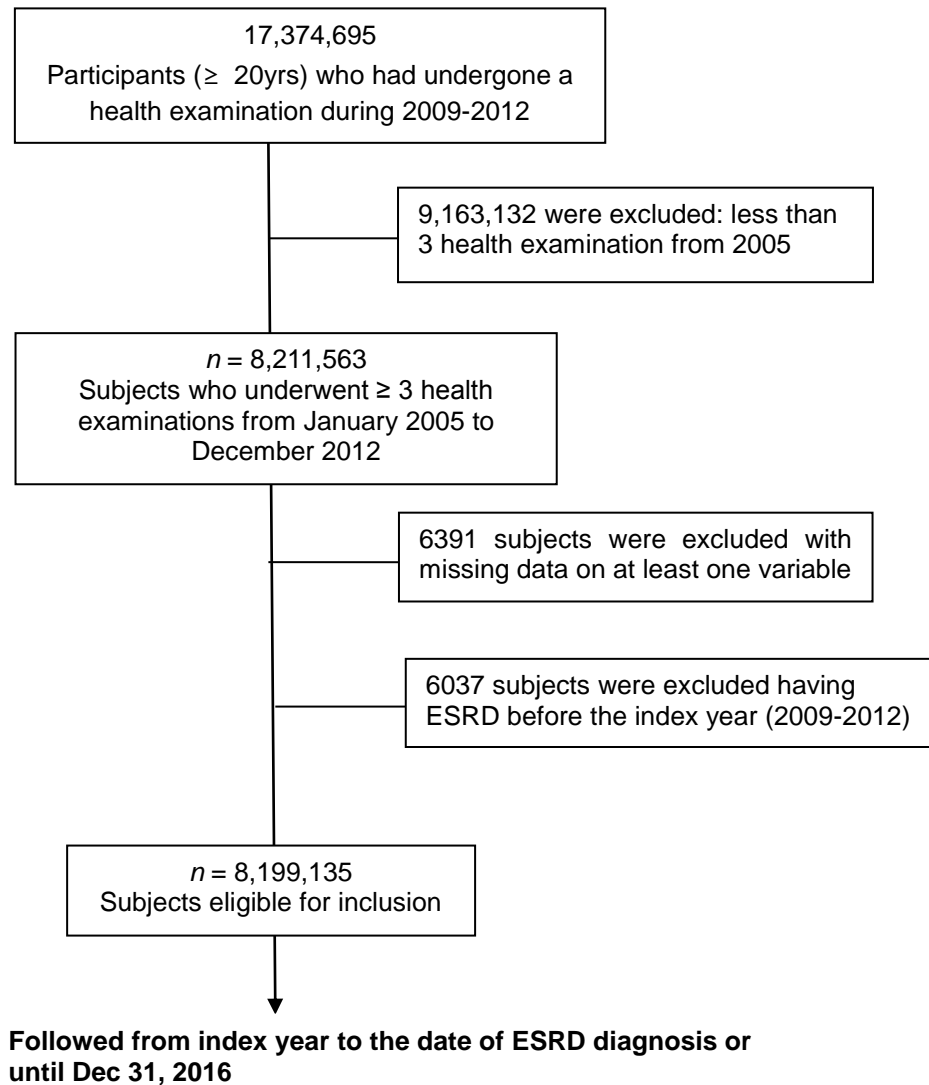 17,374,695
Participants (≥ 20yrs) who had undergone a
health examination during 2009-2012
9,163,132 were excluded: less than
3 health examination from 2005
n = 8,211,563
Subjects who underwent ≥ 3 health
examinations from January 2005 to
December 2012
6391 subjects were excluded with
missing data on at least one variable
6037 subjects were excluded having
ESRD before the index year (2009-2012)
n = 8,199,135
Subjects eligible for inclusion
Followed from index year to the date of ESRD diagnosis or
until Dec 31, 2016